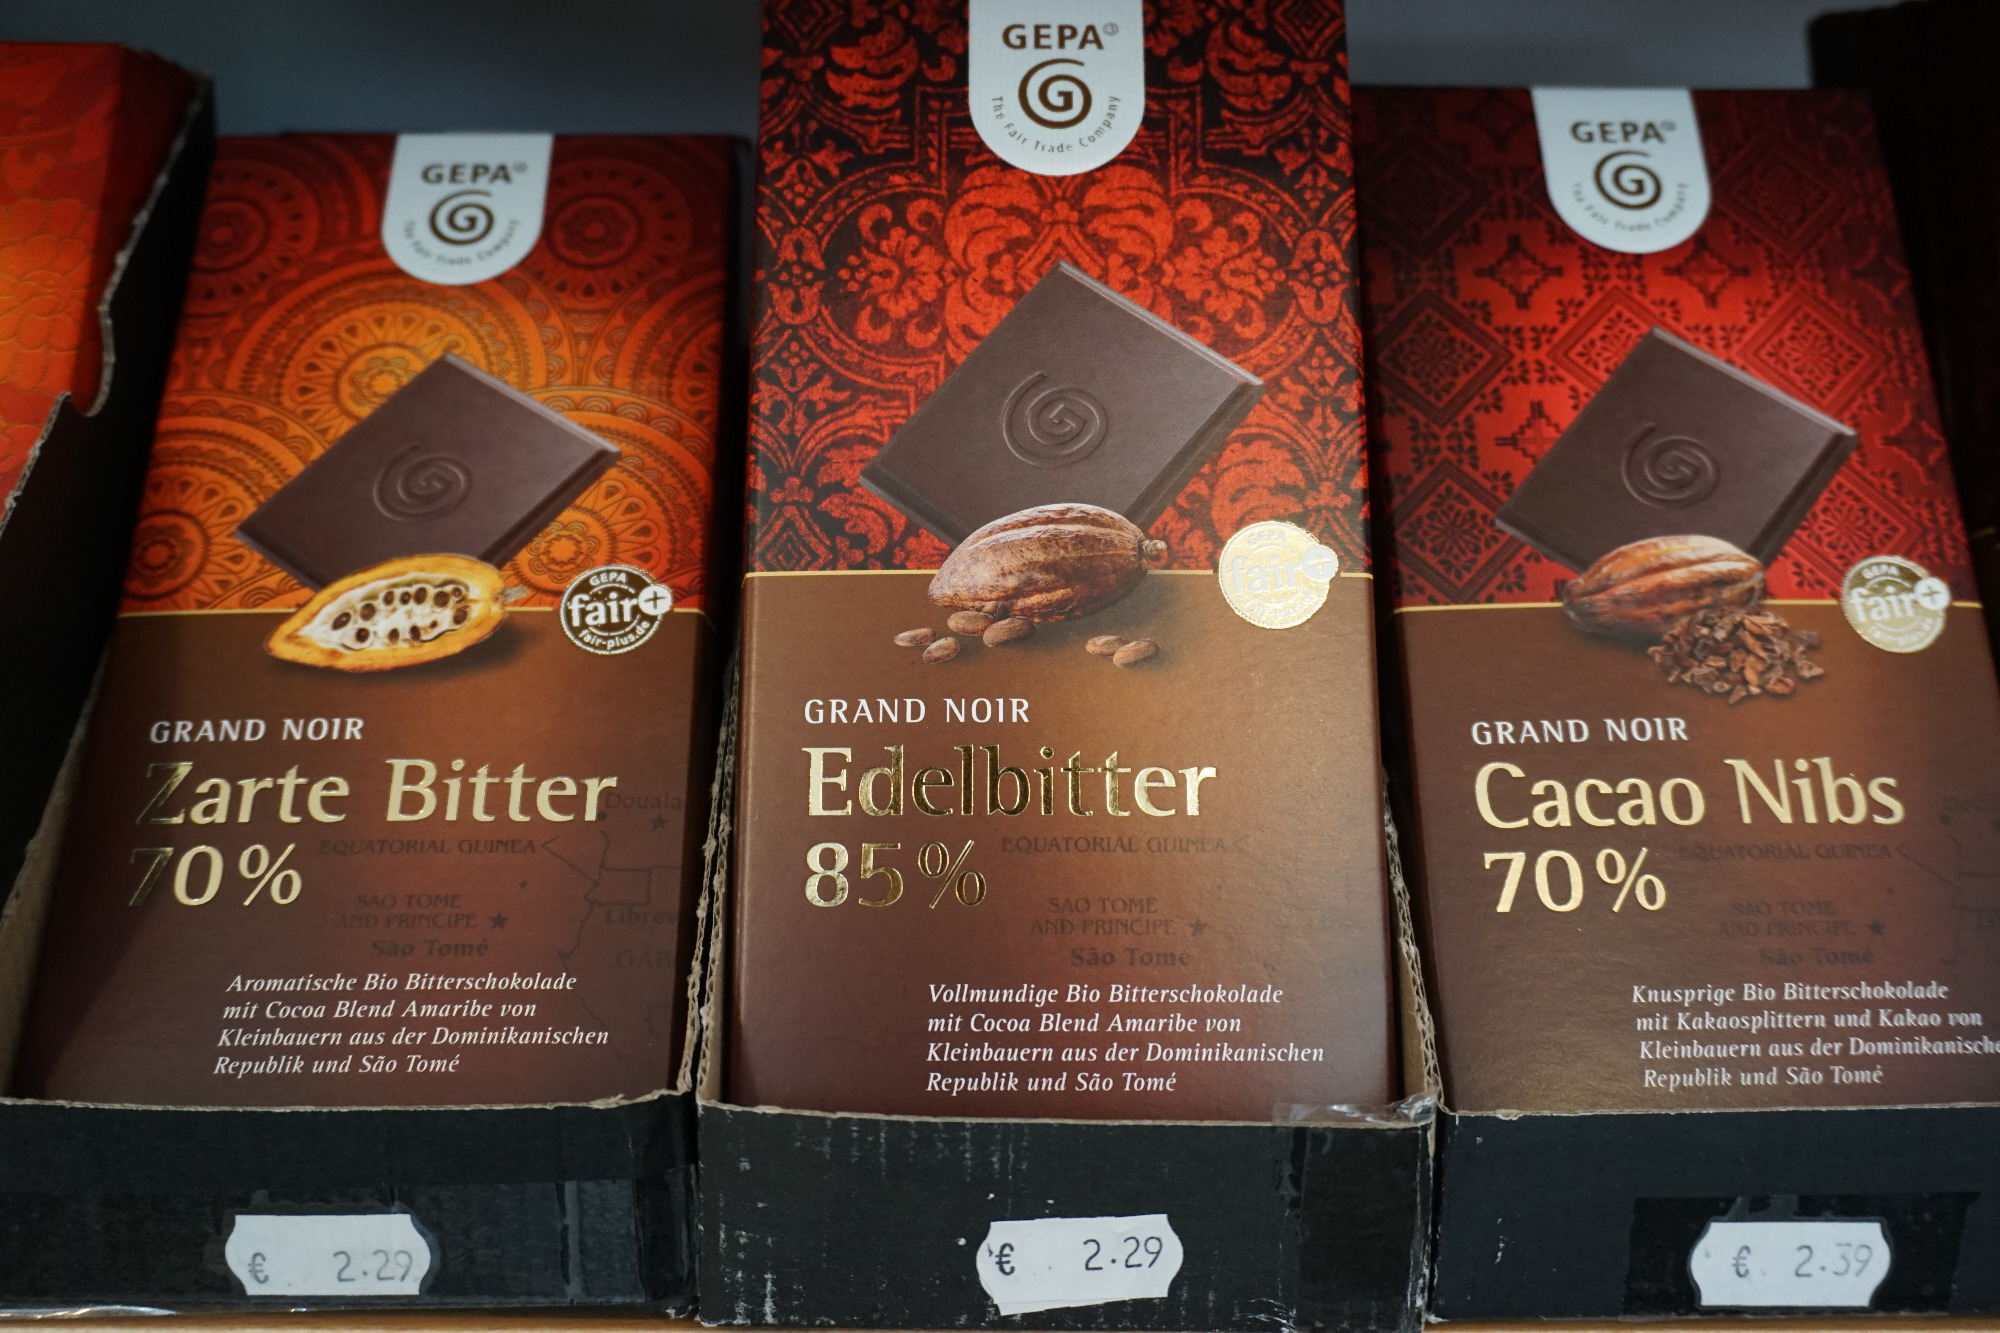 GEPA
G
The Fair Trade Company
GEPA
fair+
fair-plus.de
GRAND NOIR
Zarte Bitter
70%
Douala
EQUATORIAL GUINEA
SAO TOME
AND PRINCIPE
São Tomé
Aromatische Bio Bitterschokolade
mit Cocoa Blend Amaribe von
Kleinbauern aus der Dominikanischen
Republik und São Tomé
€ 2.29
GEPA
G
The Fair Trade Company
GEPA
fair+
fair-plus.de
GRAND NOIR
Edelbitter
85%
EQUATORIAL GUINEA
SAO TOME
AND PRINCIPE
São Tomé
Vollmundige Bio Bitterschokolade
mit Cocoa Blend Amaribe von
Kleinbauern aus der Dominikanischen
Republik und São Tomé
€ 2.29
GEPA
G
The Fair Trade Company
GEPA
fair+
fair-plus.de
GRAND NOIR
Cacao Nibs
70%
EQUATORIAL GUINEA
SAO TOME
AND PRINCIPE
São Tomé
Knusprige Bio Bitterschokolade
mit Kakaosplittern und Kakao von
Kleinbauern aus der Dominikanische
Republik und São Tomé
€ 2.39